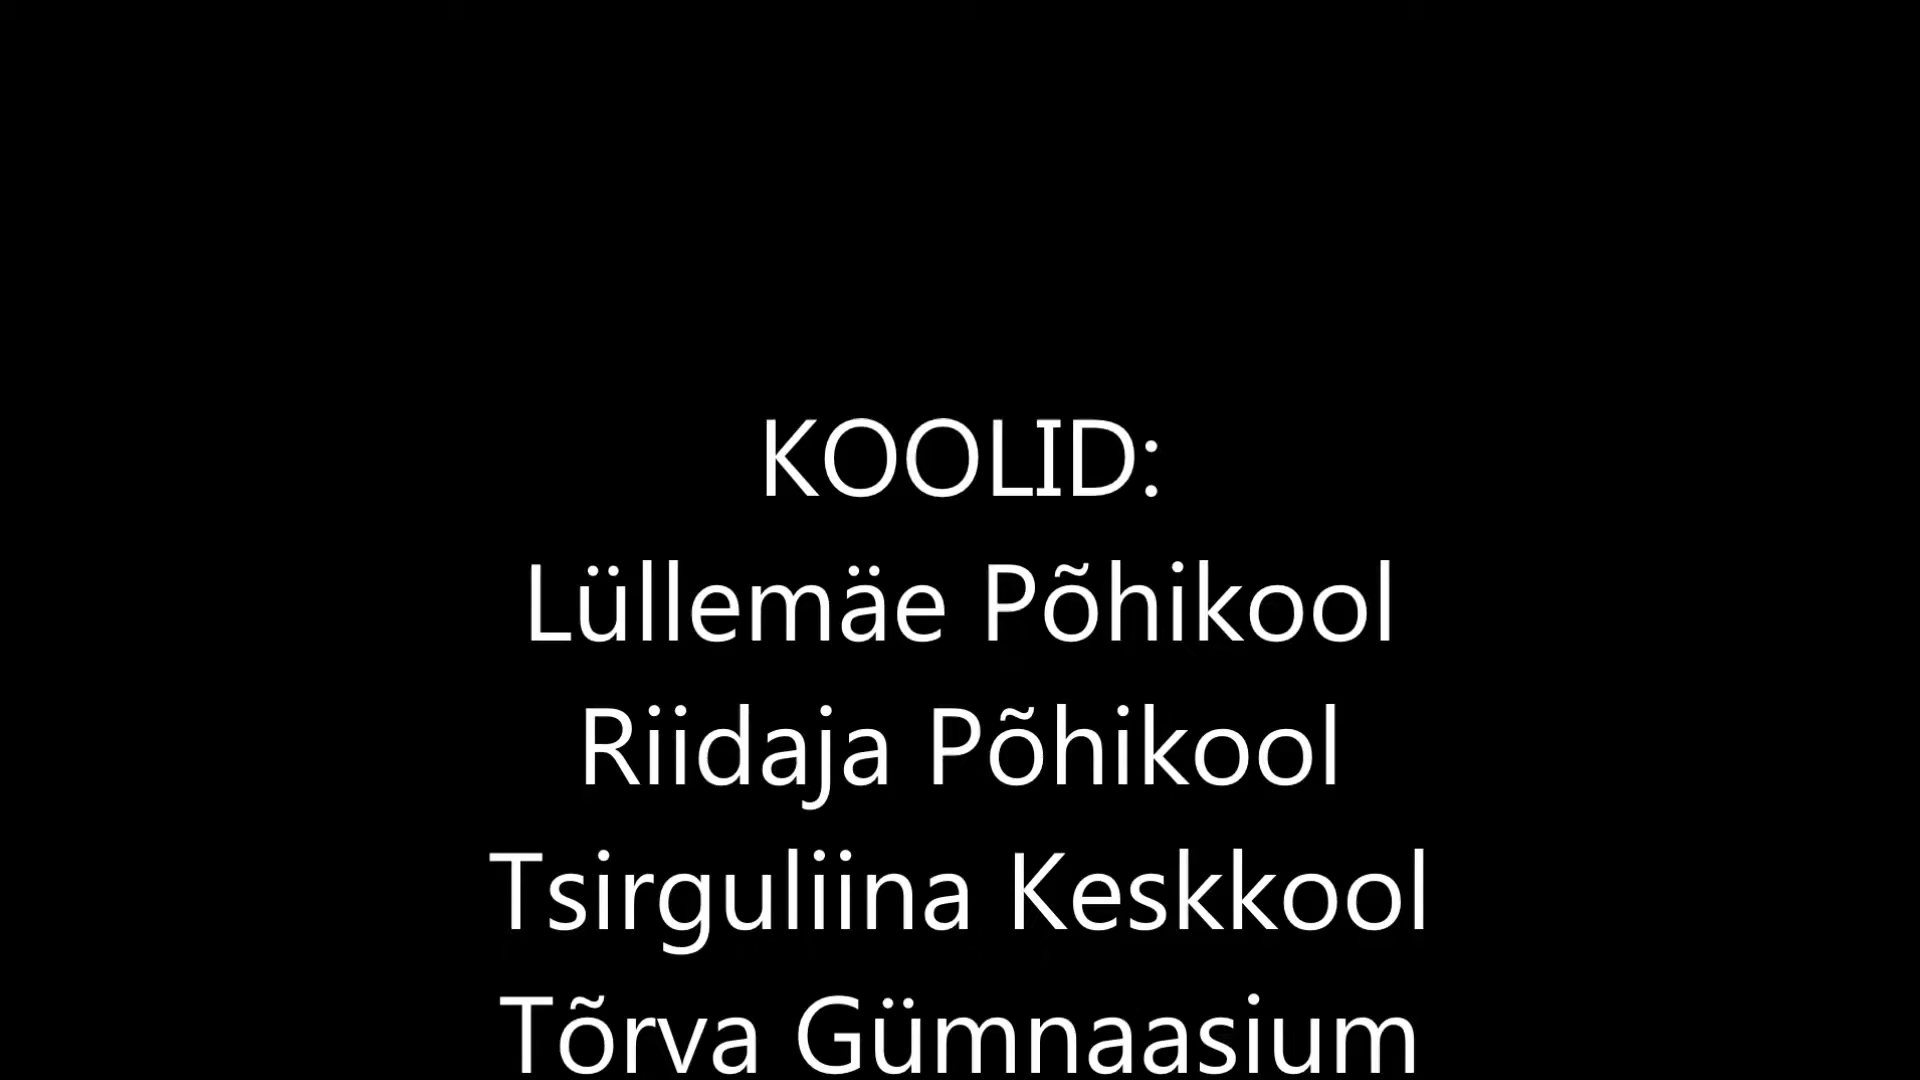 KOOLID:
Lüllemäe Põhikool
Riidaja Põhikool
Tsirguliina Keskkool
Tõrva Gümnaasium